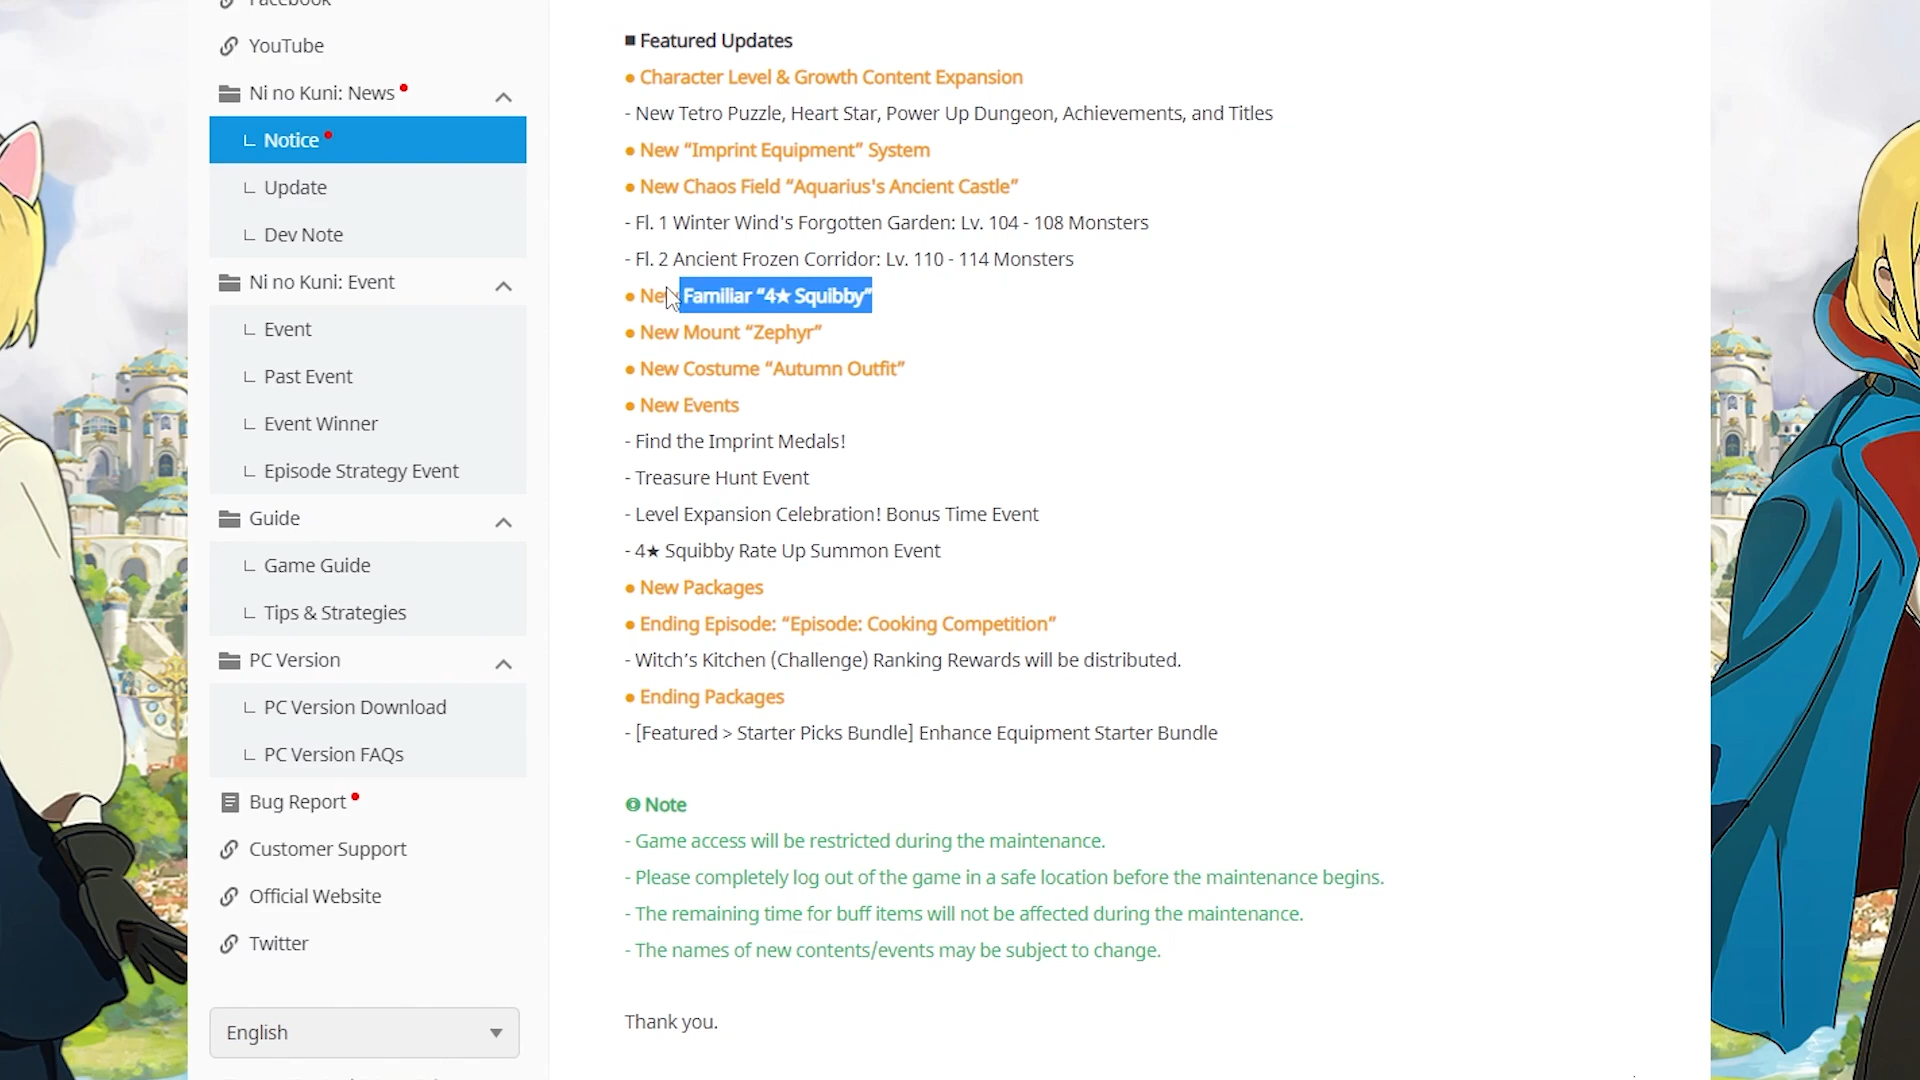 Facebook
YouTube
Ni no Kuni: News
Notice
Update
Dev Note
Ni no Kuni: Event
Event
Past Event
Event Winner
Episode Strategy Event
Guide
Game Guide
Tips & Strategies
PC Version
PC Version Download
PC Version FAQs
Bug Report
Customer Support
Official Website
Twitter
English
■ Featured Updates
● Character Level & Growth Content Expansion
- New Tetro Puzzle, Heart Star, Power Up Dungeon, Achievements, and Titles
● New “Imprint Equipment” System
● New Chaos Field “Aquarius's Ancient Castle”
- Fl. 1 Winter Wind's Forgotten Garden: Lv. 104 - 108 Monsters
- Fl. 2 Ancient Frozen Corridor: Lv. 110 - 114 Monsters
● New Familiar “4★ Squibby”
● New Mount “Zephyr”
● New Costume “Autumn Outfit”
● New Events
- Find the Imprint Medals!
- Treasure Hunt Event
- Level Expansion Celebration! Bonus Time Event
- 4★ Squibby Rate Up Summon Event
● New Packages
● Ending Episode: “Episode: Cooking Competition”
- Witch’s Kitchen (Challenge) Ranking Rewards will be distributed.
● Ending Packages
- [Featured > Starter Picks Bundle] Enhance Equipment Starter Bundle
Note
- Game access will be restricted during the maintenance.
- Please completely log out of the game in a safe location before the maintenance begins.
- The remaining time for buff items will not be affected during the maintenance.
- The names of new contents/events may be subject to change.
Thank you.